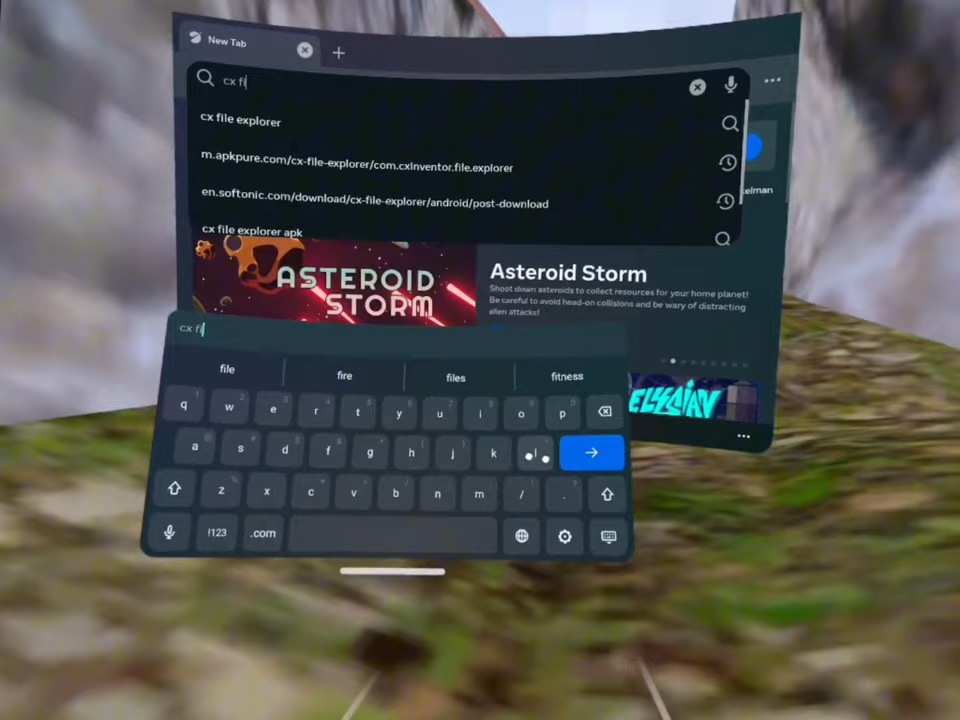 New Tab
cx fi
cx file explorer
m.apkpure.com/cx-file-explorer/com.cxinventor.file.explorer
en.softonic.com/download/cx-file-explorer/android/post-download
cx file explorer apk
elman
ASTEROID
STORM
Asteroid Storm
Shoot down asteroids to collect resources for your home planet!
Be careful to avoid head-on collisions and be wary of distracting
alien attacks!
cx fi
file fire files fitness
ELYSIAN
q w e r t y u i o p
a s d f g h j k l
z x c v b n m / .
!123 .com